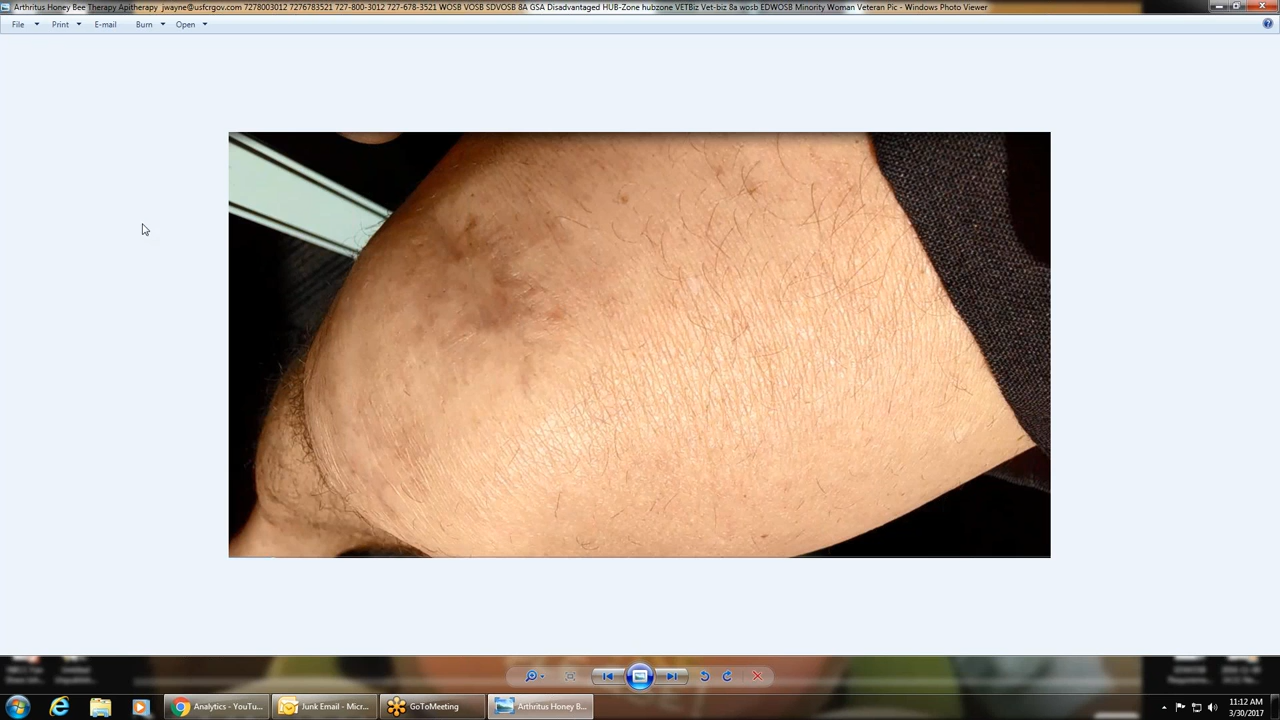 Arthritus Honey Bee Therapy Apitherapy  jwayne@usfcrgov.com 7278003012 7276783521 727-800-3012 727-678-3521 WOSB VOSB SDVOSB 8A GSA Disadvantaged HUB-Zone hubzone VETBiz Vet-biz 8a wosb EDWOSB Minority Woman Veteran Pic - Windows Photo Viewer
File Print E-mail Burn Open
Analytics - YouTu... Junk Email - Micr... GoToMeeting Arthritus Honey B...
11:12 AM
3/30/2017